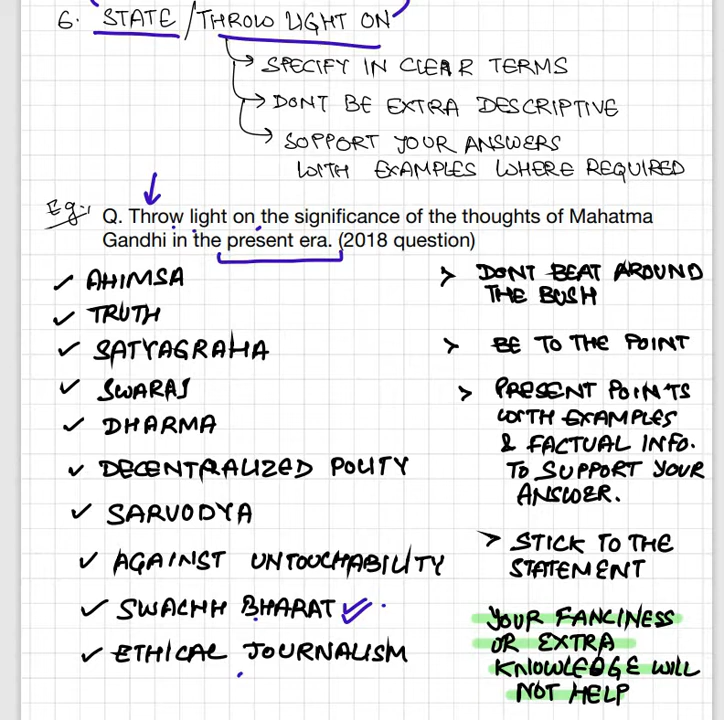 6. STATE / THROW LIGHT ON
SPECIFY IN CLEAR TERMS
DONT BE EXTRA DESCRIPTIVE
SOPPORT YOUR ANSWERS
WITH EXAMPLES WHERE REQUIRED
Eg:- Q. Throw light on the significance of the thoughts of Mahatma
Gandhi in the present era. (2018 question)
AHIMSA
TRUTH
SATYAGRAHA
SWARAJ
DHARMA
DECENTRALIZED POLITY
SARVODYA
AGAINST UNTOUCHABILITY
SWACHH BHARAT
ETHICAL JOURNALISM
DONT BEAT AROUND
THE BUSH
BE TO THE POINT
PRESENT POINTS
WITH EXAMPLES
& FACTUAL INFO.
TO SUPPORT YOUR
ANSWER.
STICK TO THE
STATEMENT
YOUR FANCINESS
OR EXTRA
KNOWLEDGE WILL
NOT HELP